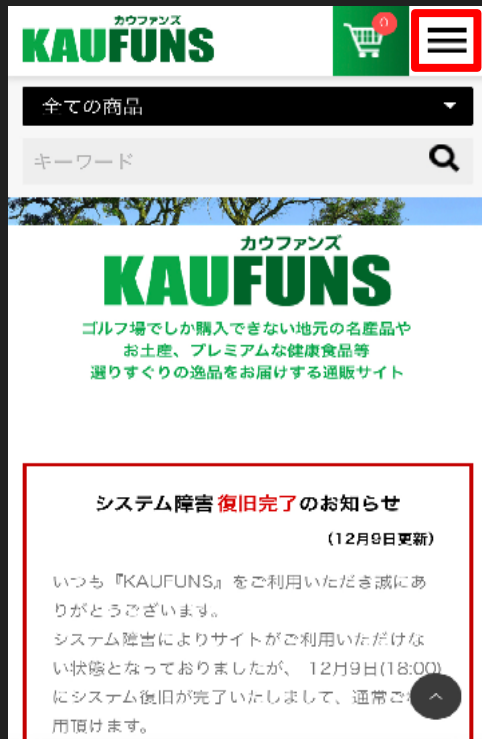 カウファンズ
KAUFUNS
0
全ての商品
キーワード
カウファンズ
KAUFUNS
ゴルフ場でしか購入できない地元の名産品や
お土産、プレミアムな健康食品等
選りすぐりの逸品をお届けする通販サイト
システム障害 復旧完了のお知らせ
（12月9日更新）
いつも『KAUFUNS』をご利用いただき誠にあ
りがとうございます。
システム障害によりサイトがご利用いただけな
い状態となっておりましたが、 12月9日(18:00)
にシステム復旧が完了いたしまして、通常ご
用頂けます。